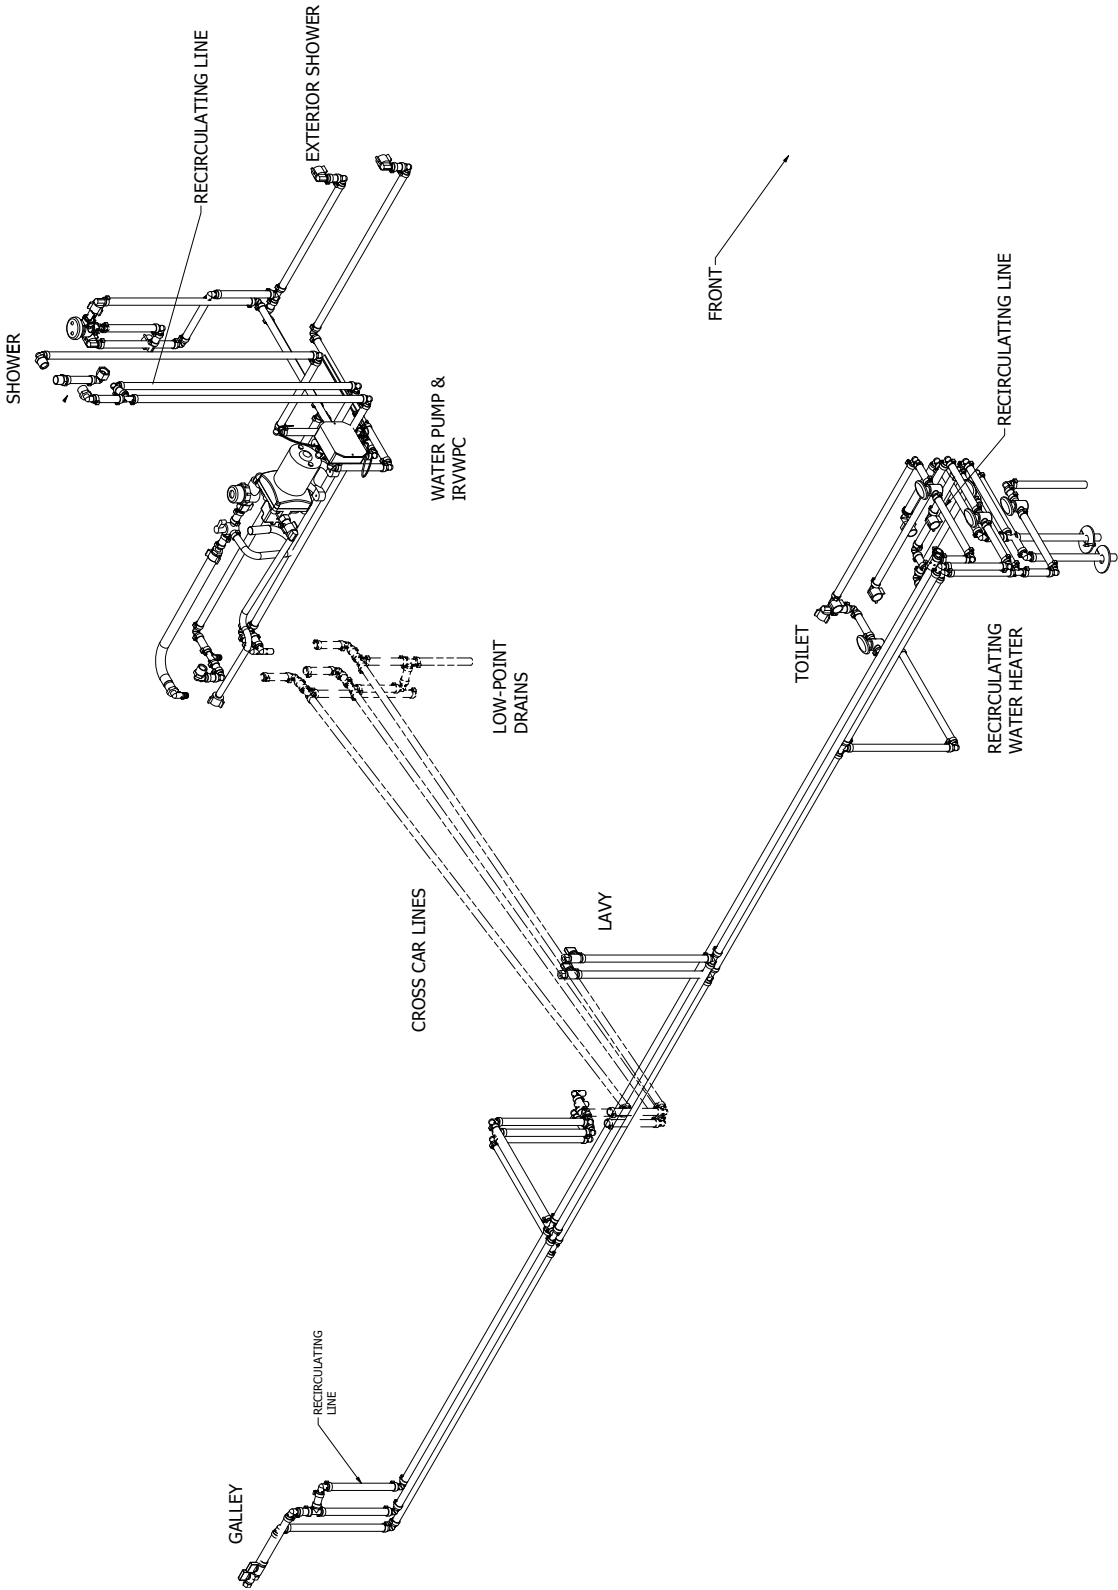 SHOWER
RECIRCULATING LINE
EXTERIOR SHOWER
WATER PUMP &
IRVWPC
FRONT
RECIRCULATING LINE
LOW-POINT
DRAINS
TOILET
RECIRCULATING
WATER HEATER
CROSS CAR LINES
LAVY
RECIRCULATING
LINE
GALLEY